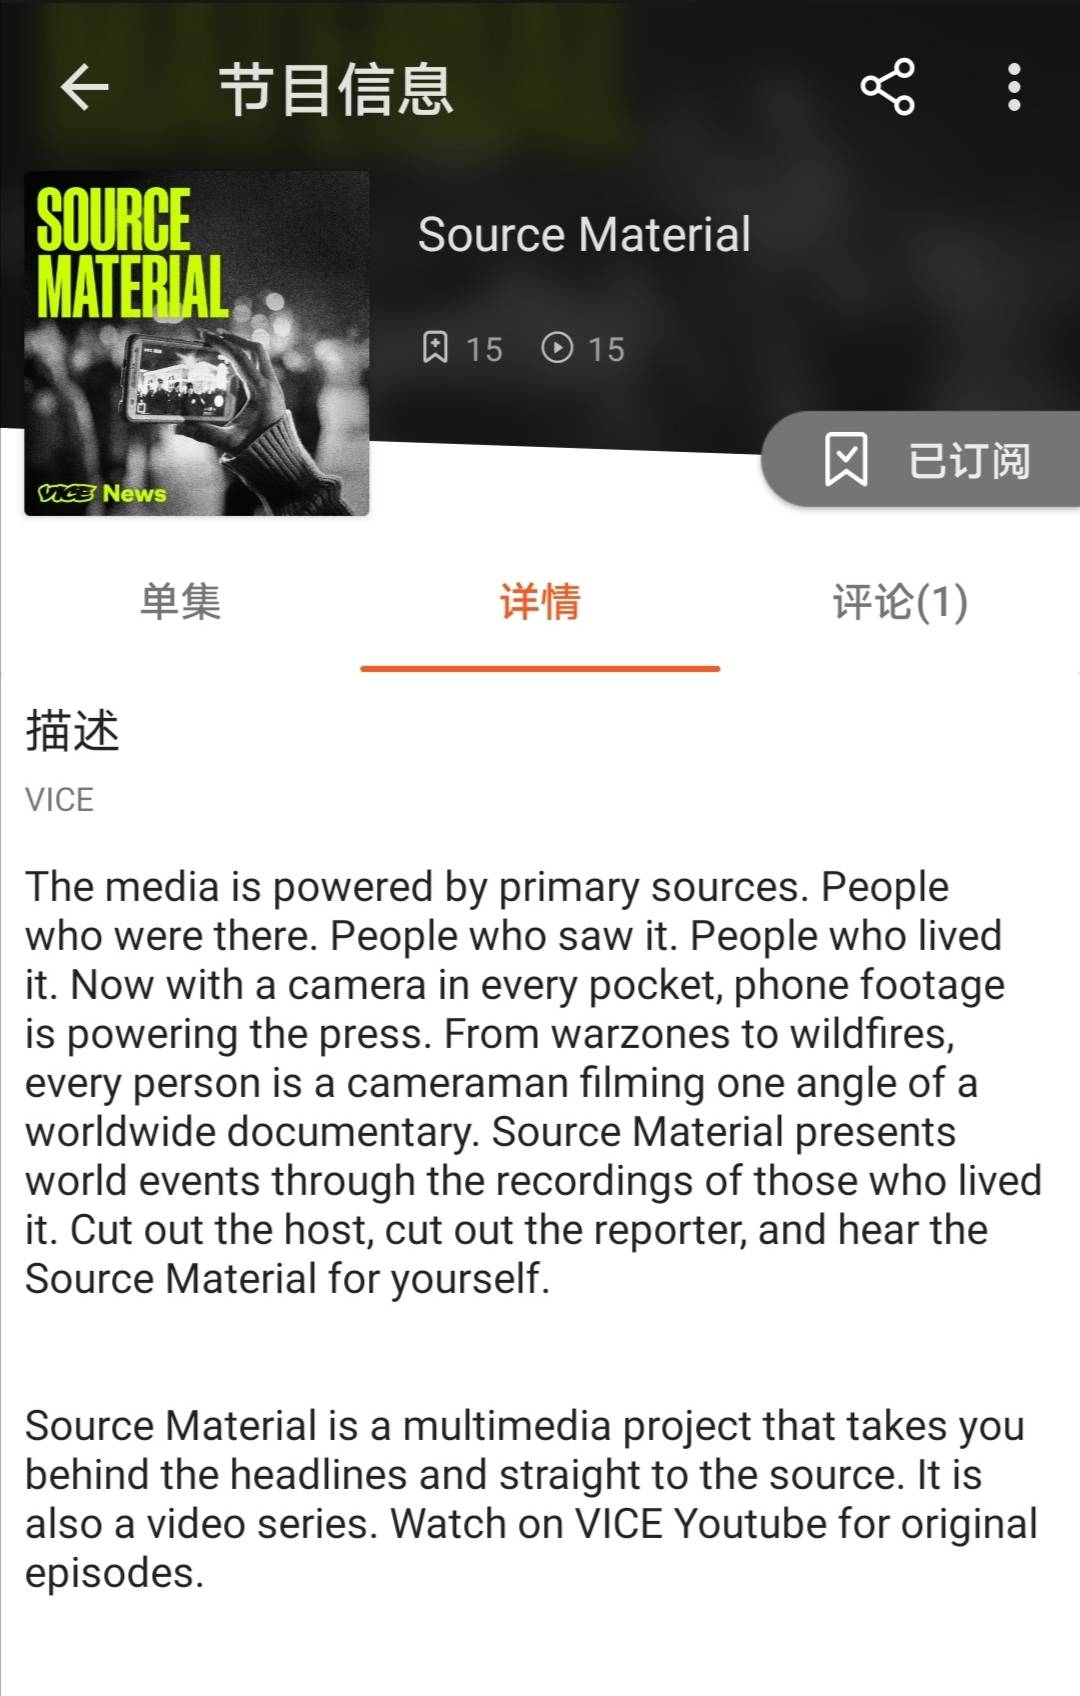 节目信息
SOURCE
MATERIAL
VICE News
Source Material
15 15
已订阅
单集 详情 评论(1)
描述
VICE
The media is powered by primary sources. People
who were there. People who saw it. People who lived
it. Now with a camera in every pocket, phone footage
is powering the press. From warzones to wildfires,
every person is a cameraman filming one angle of a
worldwide documentary. Source Material presents
world events through the recordings of those who lived
it. Cut out the host, cut out the reporter, and hear the
Source Material for yourself.
Source Material is a multimedia project that takes you
behind the headlines and straight to the source. It is
also a video series. Watch on VICE Youtube for original
episodes.